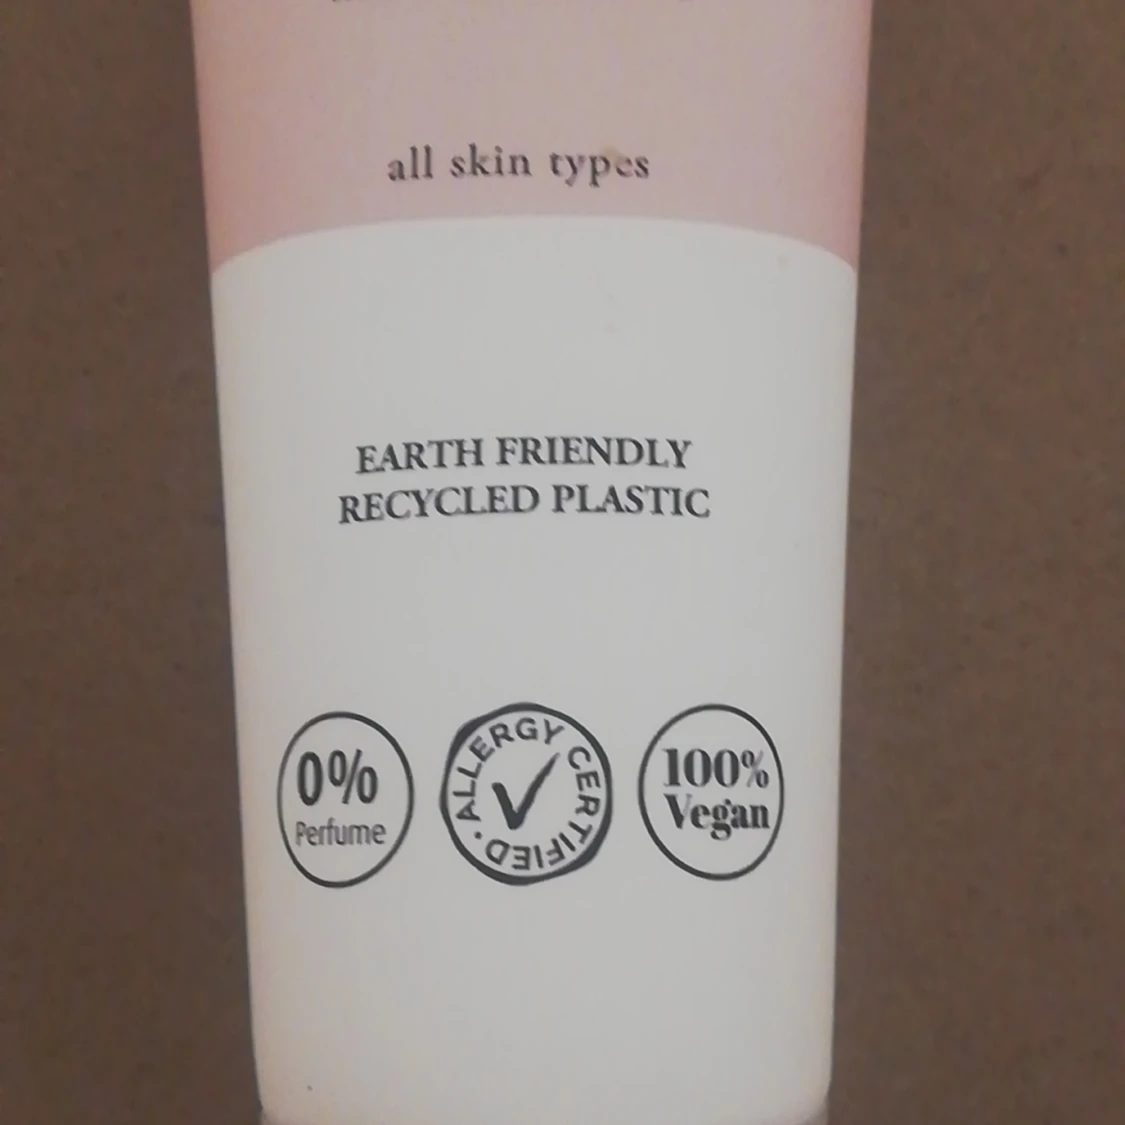 all skin types
EARTH FRIENDLY
RECYCLED PLASTIC
0%
Perfume
ALLERGY CERTIFIED
100%
Vegan